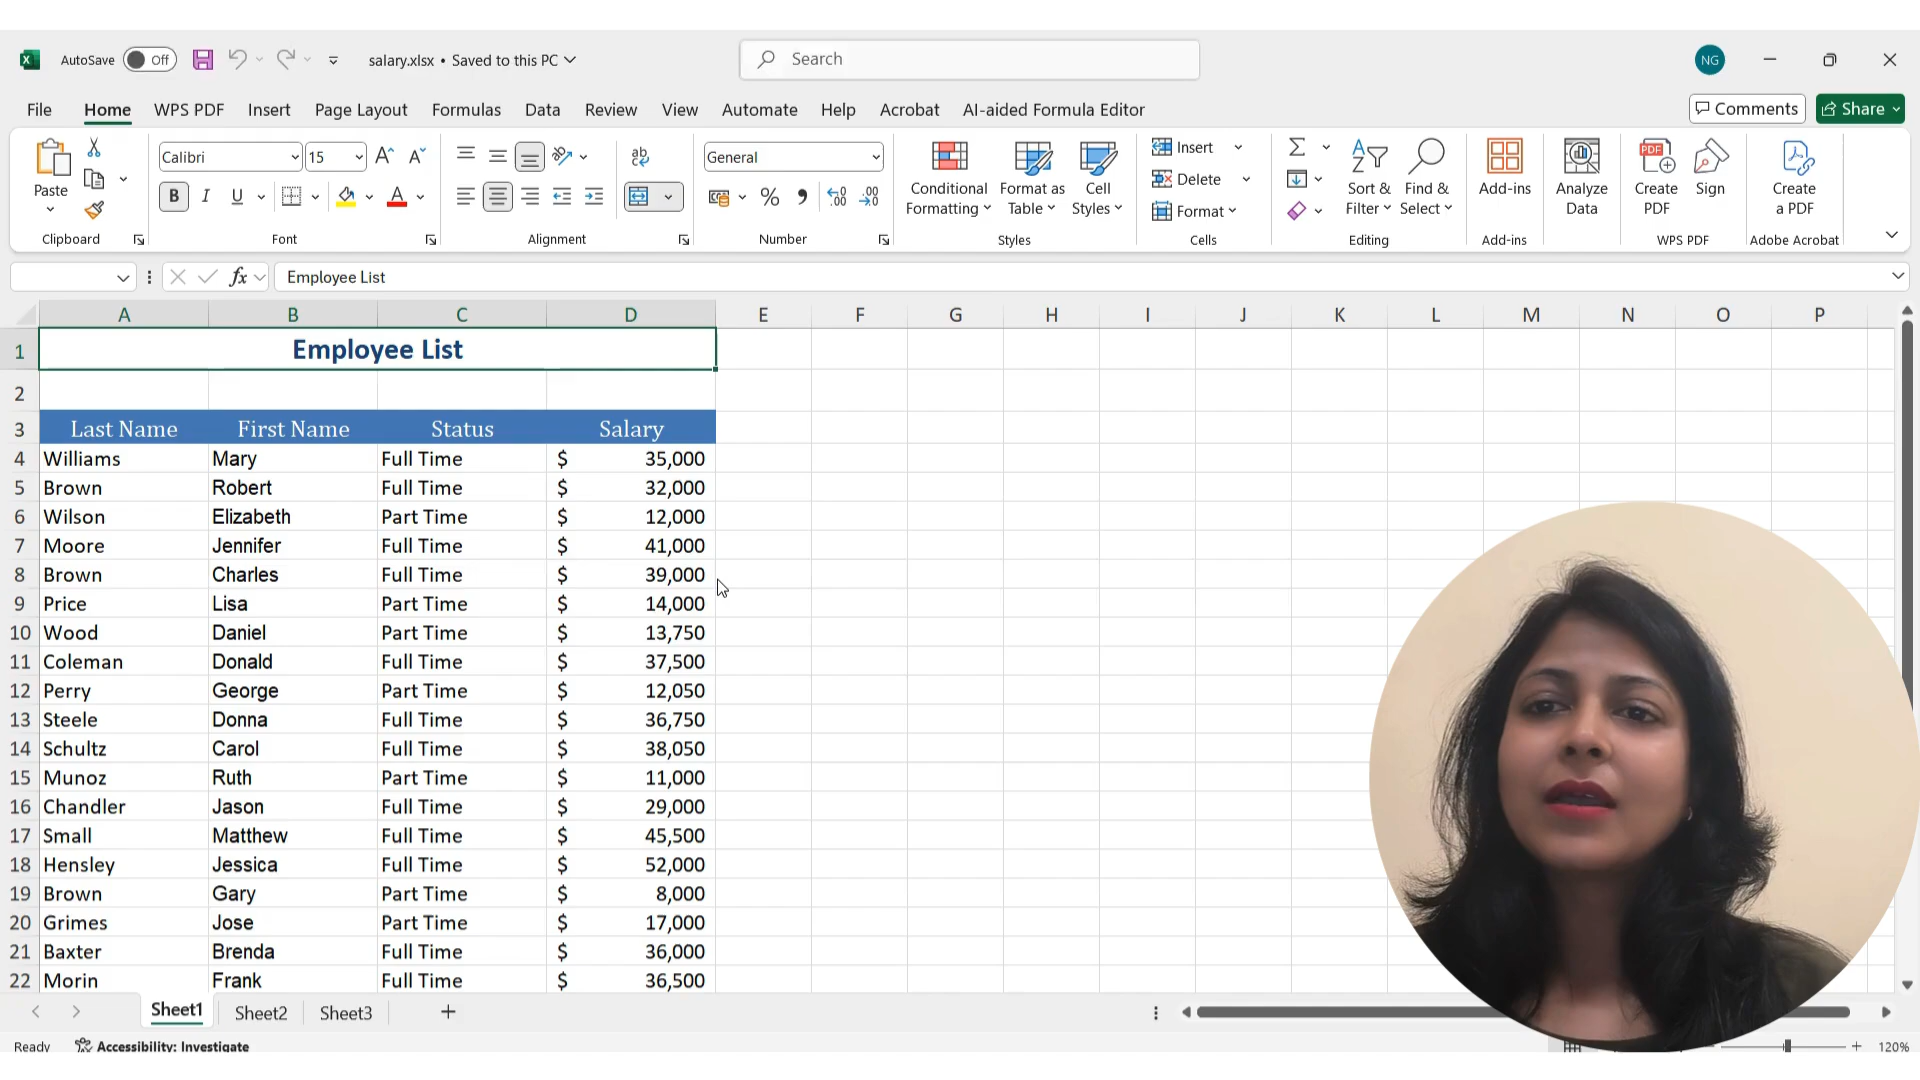 AutoSave Off salary.xlsx • Saved to this PC Search NG
File Home WPS PDF Insert Page Layout Formulas Data Review View Automate Help Acrobat AI-aided Formula Editor Comments Share
Paste Calibri 15 General Conditional Formatting Format as Table Cell Styles Insert Delete Format Sort & Filter Find & Select Add-ins Analyze Data Create PDF Sign Create a PDF
Clipboard Font Alignment Number Styles Cells Editing Add-ins WPS PDF Adobe Acrobat
fx Employee List
A B C D E F G H I J K L M N O P
1 Employee List
2
3 Last Name First Name Status Salary
4 Williams Mary Full Time $ 35,000
5 Brown Robert Full Time $ 32,000
6 Wilson Elizabeth Part Time $ 12,000
7 Moore Jennifer Full Time $ 41,000
8 Brown Charles Full Time $ 39,000
9 Price Lisa Part Time $ 14,000
10 Wood Daniel Part Time $ 13,750
11 Coleman Donald Full Time $ 37,500
12 Perry George Part Time $ 12,050
13 Steele Donna Full Time $ 36,750
14 Schultz Carol Full Time $ 38,050
15 Munoz Ruth Part Time $ 11,000
16 Chandler Jason Full Time $ 29,000
17 Small Matthew Full Time $ 45,500
18 Hensley Jessica Full Time $ 52,000
19 Brown Gary Part Time $ 8,000
20 Grimes Jose Part Time $ 17,000
21 Baxter Brenda Full Time $ 36,000
22 Morin Frank Full Time $ 36,500
Sheet1 Sheet2 Sheet3
Ready Accessibility: Investigate 120%